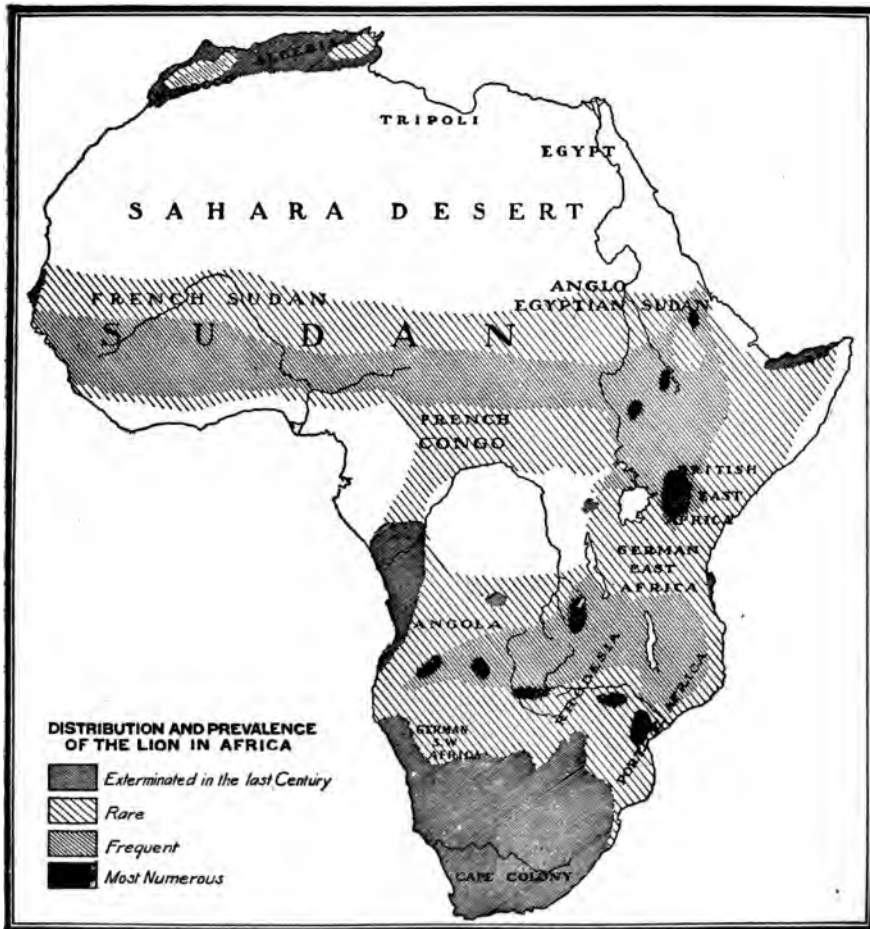 ALGERIA
TRIPOLI
EGYPT
SAHARA DESERT
ANGLO
EGYPTIAN SUDAN
FRENCH SUDAN
SUDAN
FRENCH
CONGO
BRITISH
EAST
AFRICA
GERMAN
EAST
AFRICA
ANGOLA
RHODESIA
AFRICA
GERMAN
S.W
AFRICA
CAPE COLONY
DISTRIBUTION AND PREVALENCE
OF THE LION IN AFRICA
Exterminated in the last Century
Rare
Frequent
Most Numerous